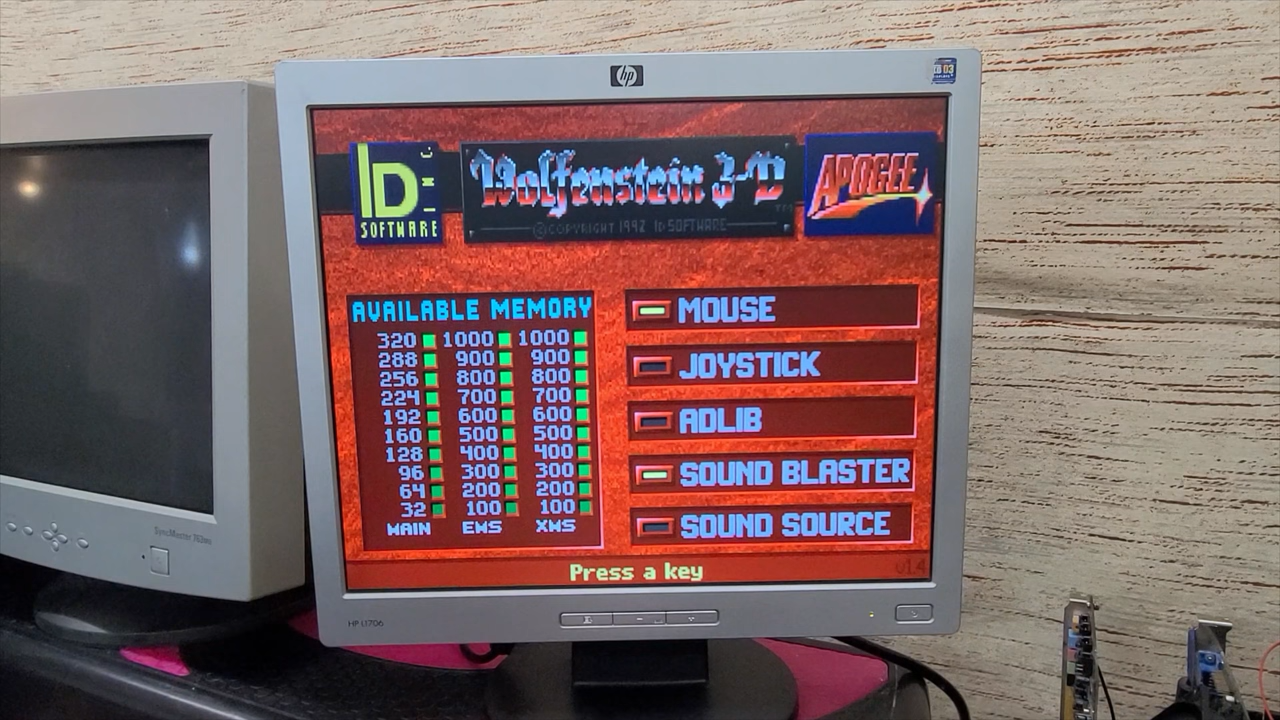 hp
ID
SOFTWARE
Wolfenstein 3-D
TM
©COPYRIGHT 1992 ID SOFTWARE
APOGEE
AVAILABLE MEMORY
320 1000 1000
288 900 900
256 800 800
224 700 700
192 600 600
160 500 500
128 400 400
96 300 300
64 200 200
32 100 100
MAIN EMS XMS
MOUSE
JOYSTICK
ADLIB
SOUND BLASTER
SOUND SOURCE
Press a key
v1.4
HP L1706
SyncMaster 763MB